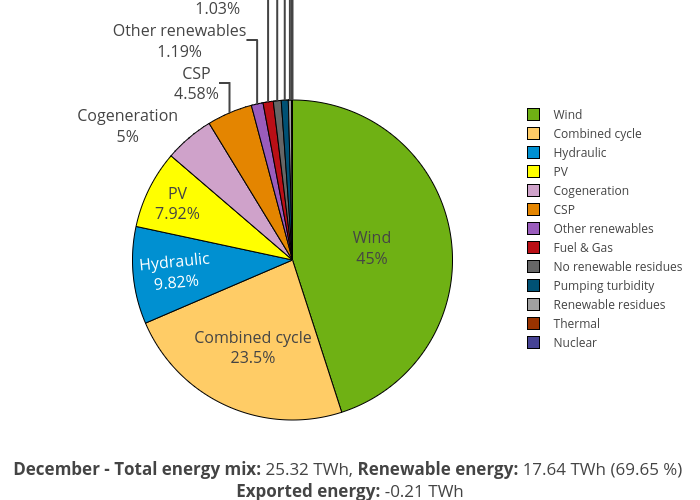 1.03%
Other renewables
1.19%
CSP
4.58%
Cogeneration
5%
PV
7.92%
Hydraulic
9.82%
Combined cycle
23.5%
Wind
45%
Wind
Combined cycle
Hydraulic
PV
Cogeneration
CSP
Other renewables
Fuel & Gas
No renewable residues
Pumping turbidity
Renewable residues
Thermal
Nuclear
December - Total energy mix: 25.32 TWh, Renewable energy: 17.64 TWh (69.65 %)
Exported energy: -0.21 TWh